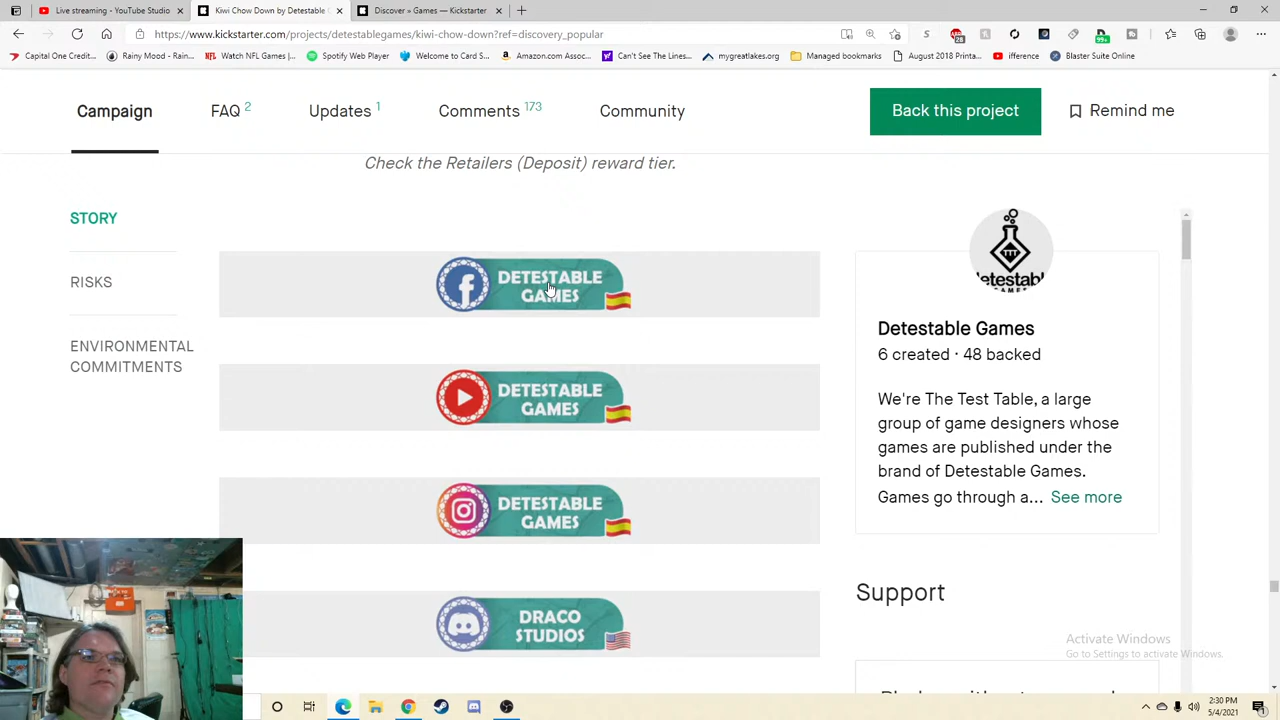 Live streaming - YouTube Studio
Kiwi Chow Down by Detestable G
Discover » Games — Kickstarter
https://www.kickstarter.com/projects/detestablegames/kiwi-chow-down?ref=discovery_popular
Capital One Credit...
Rainy Mood - Rainy...
Watch NFL Games |...
Spotify Web Player
Welcome to Card S...
Amazon.com Assoc...
Can't See The Lines...
mygreatlakes.org
Managed bookmarks
August 2018 Printa...
ifference
Blaster Suite Online
Campaign
FAQ 2
Updates 1
Comments 173
Community
Back this project
Remind me
Check the Retailers (Deposit) reward tier.
STORY
RISKS
ENVIRONMENTAL
COMMITMENTS
DETESTABLE
GAMES
DETESTABLE
GAMES
DETESTABLE
GAMES
DRACO
STUDIOS
Detestable Games
6 created · 48 backed
We're The Test Table, a large
group of game designers whose
games are published under the
brand of Detestable Games.
Games go through a... See more
Support
Activate Windows
Go to Settings to activate Windows.
2:30 PM
5/4/2021